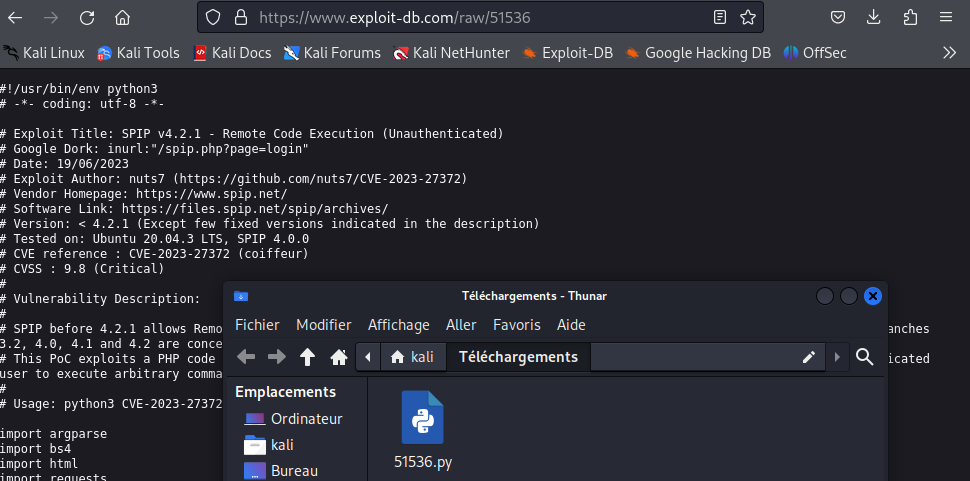 https://www.exploit-db.com/raw/51536
Kali Linux Kali Tools Kali Docs Kali Forums Kali NetHunter Exploit-DB Google Hacking DB OffSec
#!/usr/bin/env python3
# -*- coding: utf-8 -*-
# Exploit Title: SPIP v4.2.1 - Remote Code Execution (Unauthenticated)
# Google Dork: inurl:"/spip.php?page=login"
# Date: 19/06/2023
# Exploit Author: nuts7 (https://github.com/nuts7/CVE-2023-27372)
# Vendor Homepage: https://www.spip.net/
# Software Link: https://files.spip.net/spip/archives/
# Version: < 4.2.1 (Except few fixed versions indicated in the description)
# Tested on: Ubuntu 20.04.3 LTS, SPIP 4.0.0
# CVE reference : CVE-2023-27372 (coiffeur)
# CVSS : 9.8 (Critical)
#
# Vulnerability Description:
#
# SPIP before 4.2.1 allows Remo
anches
3.2, 4.0, 4.1 and 4.2 are conce
# This PoC exploits a PHP code
icated
user to execute arbitrary comma
#
# Usage: python3 CVE-2023-27372
import argparse
import bs4
import html
import requests
Téléchargements - Thunar
Fichier Modifier Affichage Aller Favoris Aide
kali Téléchargements
Emplacements
Ordinateur
kali
Bureau
51536.py